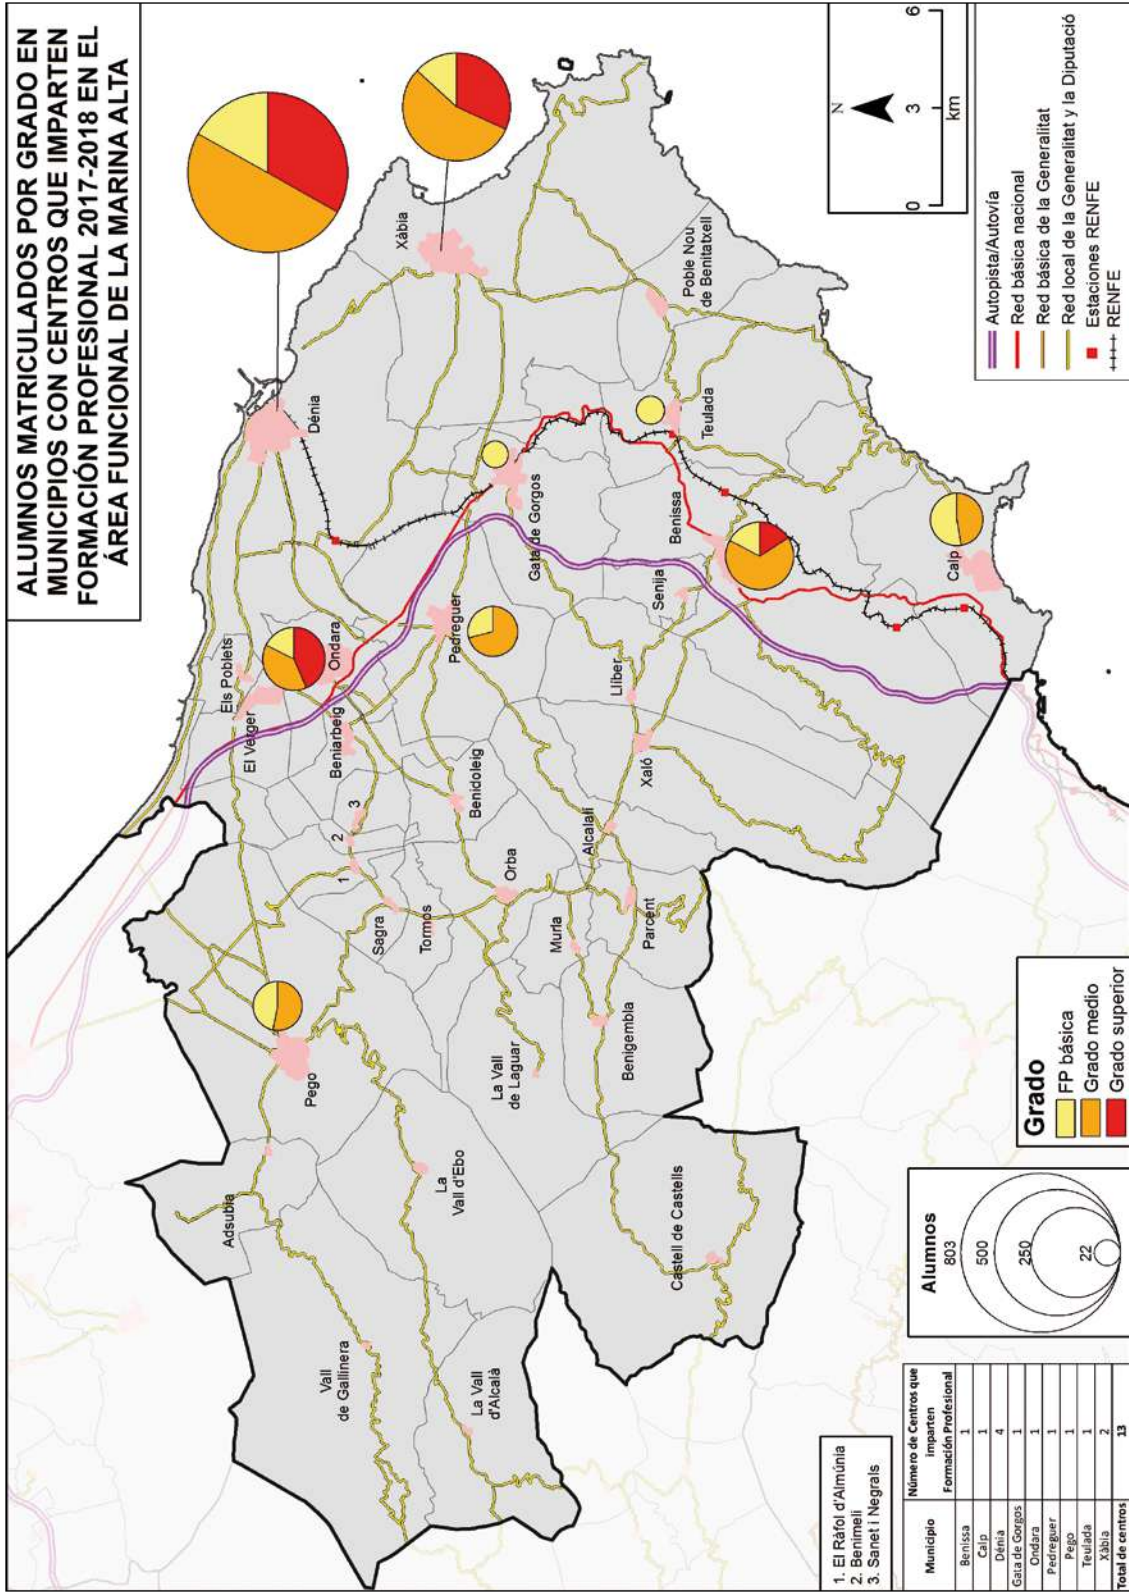 ALUMNOS MATRICULADOS POR GRADO EN
MUNICIPIOS CON CENTROS QUE IMPARTEN
FORMACIÓN PROFESIONAL 2017-2018 EN EL
ÁREA FUNCIONAL DE LA MARINA ALTA
Dénia
Xàbia
Els Poblets
El Verger
Ondara
Beniarbeig
Pedreguer
Gata de Gorgos
Poble Nou
de Benitatxell
Teulada
Benissa
Senija
Calp
Llíber
Xaló
Alcalalí
Benidoleig
Orba
Parcent
Murla
Benigembla
1
2
3
Sagra
Tormos
Pego
La Vall
de Laguar
Adsubia
La
Vall d'Ebo
Castell de Castells
Vall
de Gallinera
La Vall
d'Alcalà
N
0
3
6
km
Autopista/Autovía
Red básica nacional
Red básica de la Generalitat
Red local de la Generalitat y la Diputació
Estaciones RENFE
RENFE
Grado
FP básica
Grado medio
Grado superior
Alumnos
803
500
250
22
1. El Ràfol d'Almúnia
2. Benimeli
3. Sanet i Negrals
Municipio
Número de Centros que
imparten
Formación Profesional
Benissa 1
Calp 1
Dénia 4
Gata de Gorgos 1
Ondara 1
Pedreguer 1
Pego 1
Teulada 1
Xàbia 2
Total de centros 13